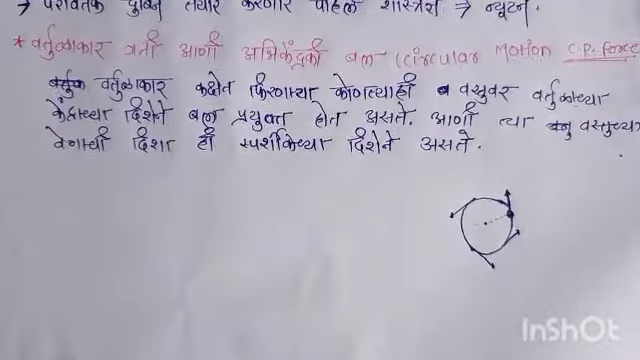 → परावर्तक दुर्बिन तयार करणार पहिले शास्त्रज्ञ ⇒ न्यूटन.
* वर्तुळाकार गती आणी अभिकेंद्रकी बल (circular Motion C.P. Force
वर्तुळाकार कक्षेत फिरणाऱ्या कोणत्याही वस्तुवर वर्तुळाच्या
केंद्राच्या दिशेने बल प्रयुक्त होत असते. आणी त्या वस्तुच्या
वेगाची दिशा ही स्पर्शीकेच्या दिशेने असते.
InShOt